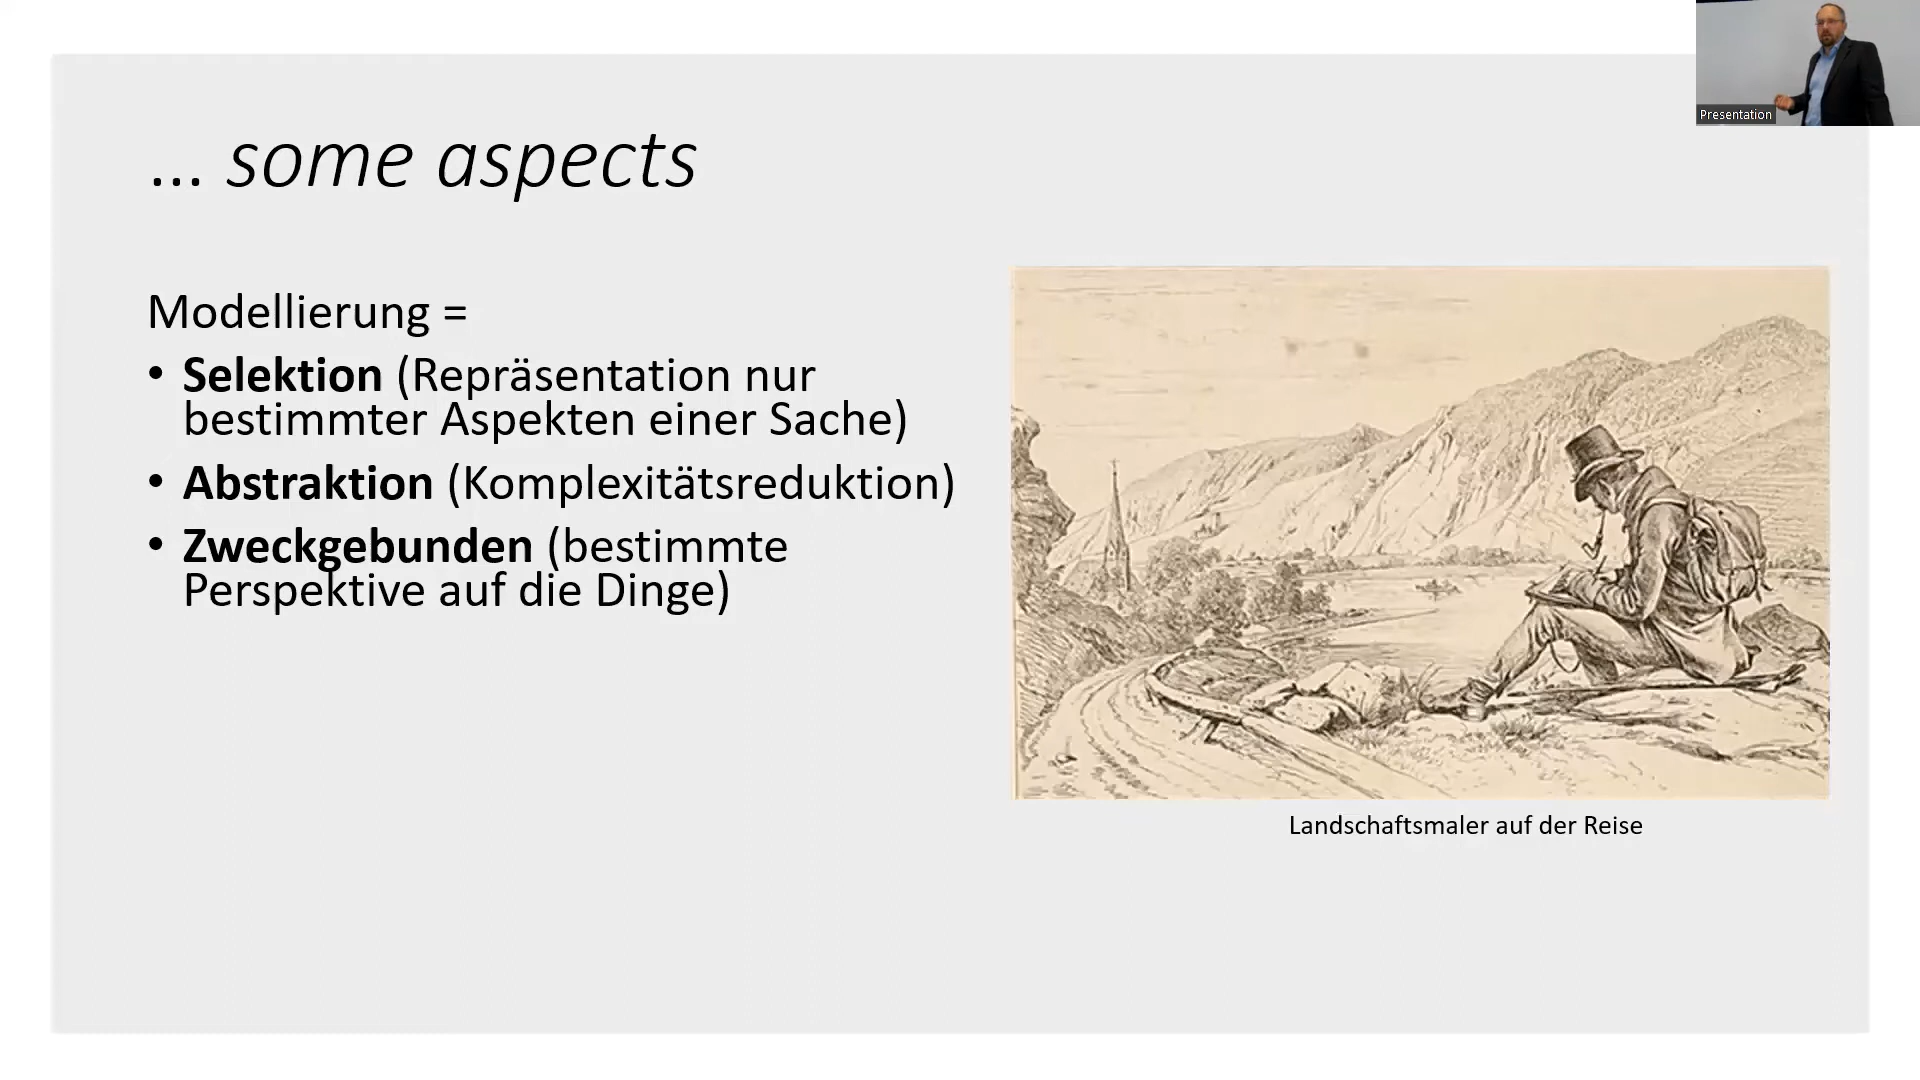 Presentation
... some aspects
Modellierung =
• Selektion (Repräsentation nur
bestimmter Aspekten einer Sache)
• Abstraktion (Komplexitätsreduktion)
• Zweckgebunden (bestimmte
Perspektive auf die Dinge)
Landschaftsmaler auf der Reise